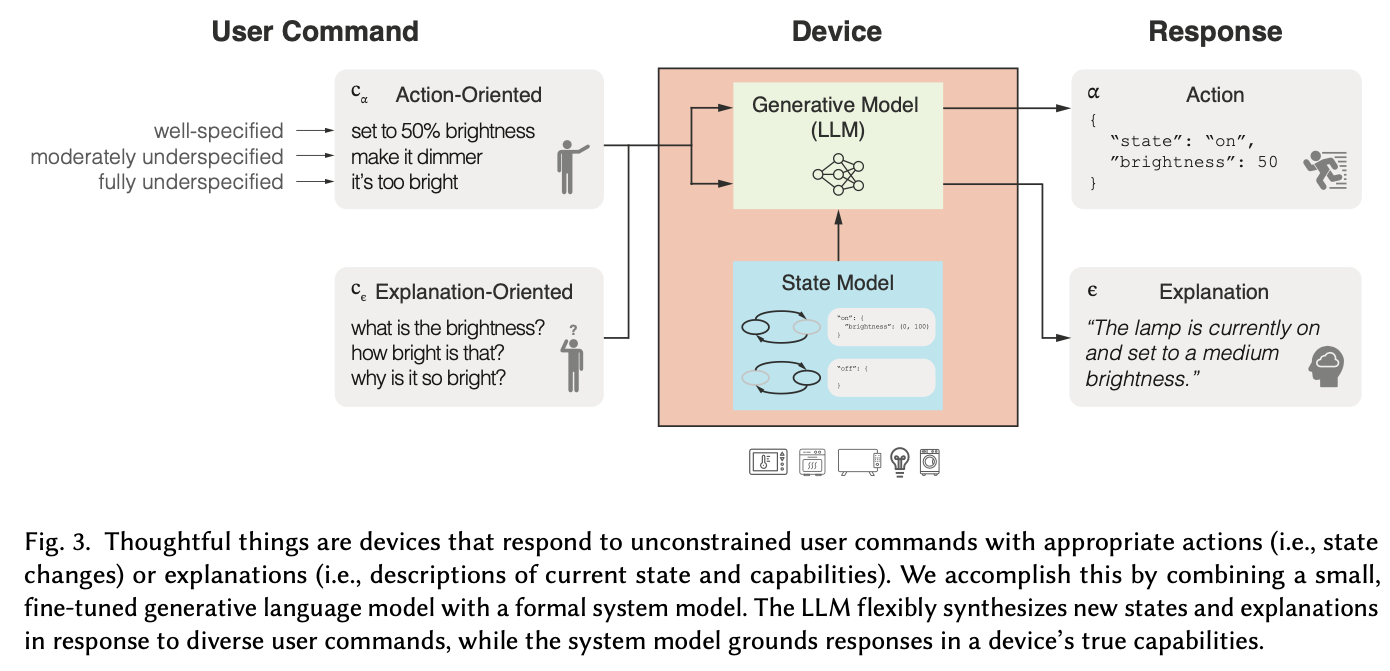 User Command
Device
Response
well-specified
moderately underspecified
fully underspecified
cα Action-Oriented
set to 50% brightness
make it dimmer
it's too bright
cϵ Explanation-Oriented
?
what is the brightness?
how bright is that?
why is it so bright?
Generative Model
(LLM)
State Model
“on”: {
“brightness”: (0, 100)
}
“off”: {
}
α Action
{
“state”: “on”,
”brightness”: 50
}
ϵ Explanation
“The lamp is currently on
and set to a medium
brightness.”
Fig. 3. Thoughtful things are devices that respond to unconstrained user commands with appropriate actions (i.e., state
changes) or explanations (i.e., descriptions of current state and capabilities). We accomplish this by combining a small,
fine-tuned generative language model with a formal system model. The LLM flexibly synthesizes new states and explanations
in response to diverse user commands, while the system model grounds responses in a device's true capabilities.